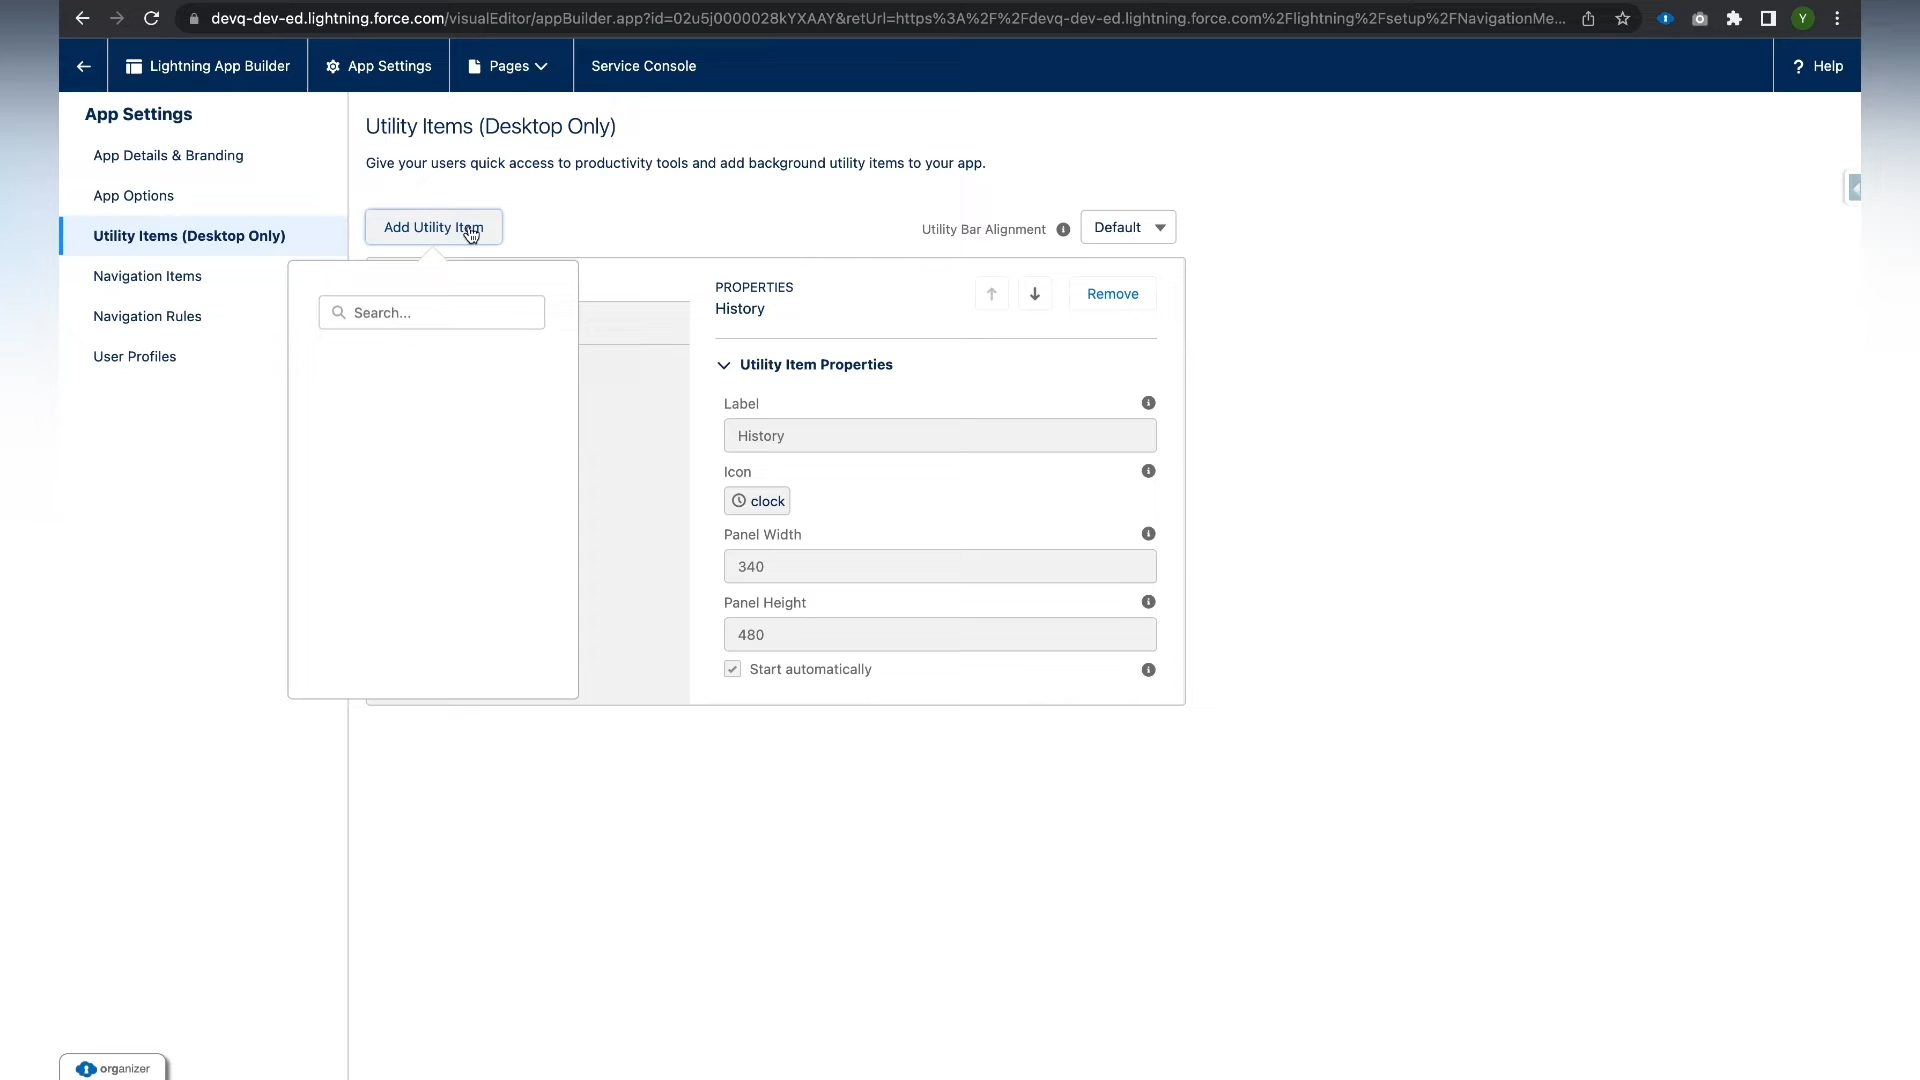 devq-dev-ed.lightning.force.com/visualEditor/appBuilder.app?id=02u5j0000028kYXAAY&retUrl=https%3A%2F%2Fdevq-dev-ed.lightning.force.com%2Flightning%2Fsetup%2FNavigationMe...
Y
Lightning App Builder
App Settings
Pages
Service Console
? Help
App Settings
App Details & Branding
App Options
Utility Items (Desktop Only)
Navigation Items
Navigation Rules
User Profiles
Utility Items (Desktop Only)
Give your users quick access to productivity tools and add background utility items to your app.
Add Utility Item
Utility Bar Alignment
Default
Search...
PROPERTIES
History
Remove
Utility Item Properties
Label
History
Icon
clock
Panel Width
340
Panel Height
480
Start automatically
organizer